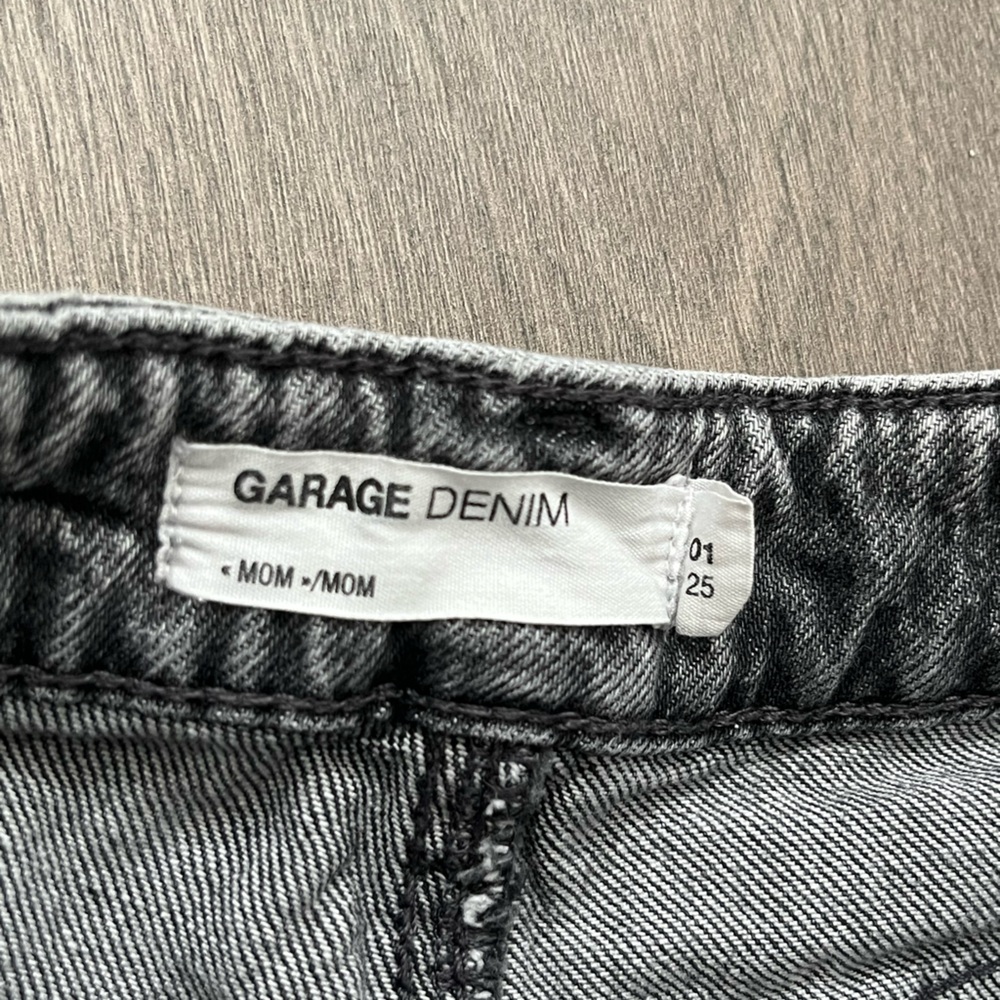 GARAGE DENIM
« MOM »/MOM
01
25